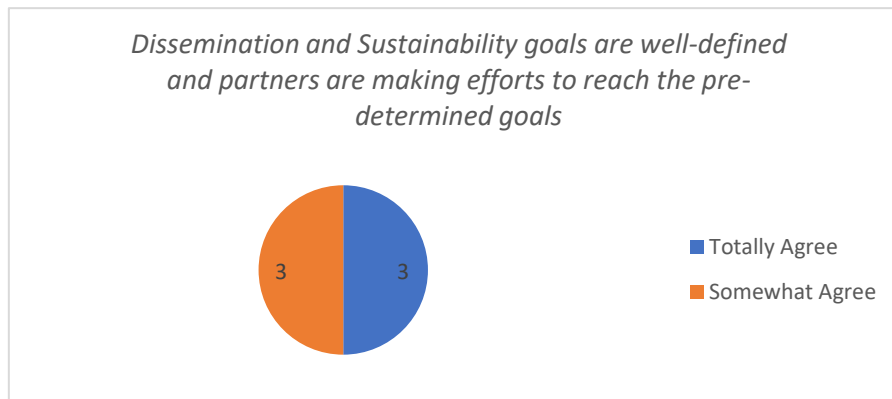 Dissemination and Sustainability goals are well-defined
and partners are making efforts to reach the pre-
determined goals
3
3
Totally Agree
Somewhat Agree